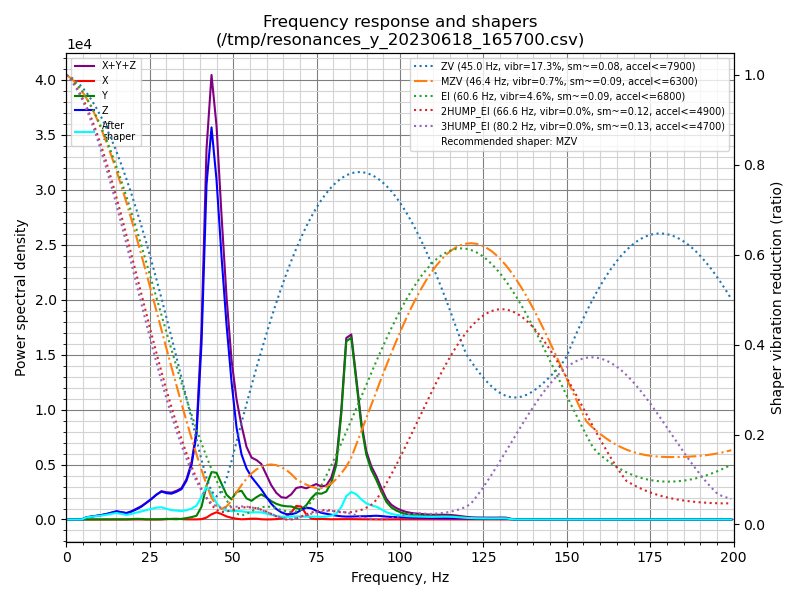 Frequency response and shapers
(/tmp/resonances_y_20230618_165700.csv)
1e4
X+Y+Z
X
Y
Z
After
shaper
ZV (45.0 Hz, vibr=17.3%, sm~=0.08, accel<=7900)
MZV (46.4 Hz, vibr=0.7%, sm~=0.09, accel<=6300)
EI (60.6 Hz, vibr=4.6%, sm~=0.09, accel<=6800)
2HUMP_EI (66.6 Hz, vibr=0.0%, sm~=0.12, accel<=4900)
3HUMP_EI (80.2 Hz, vibr=0.0%, sm~=0.13, accel<=4700)
Recommended shaper: MZV
Power spectral density
4.0
3.5
3.0
2.5
2.0
1.5
1.0
0.5
0.0
Shaper vibration reduction (ratio)
1.0
0.8
0.6
0.4
0.2
0.0
0 25 50 75 100 125 150 175 200
Frequency, Hz